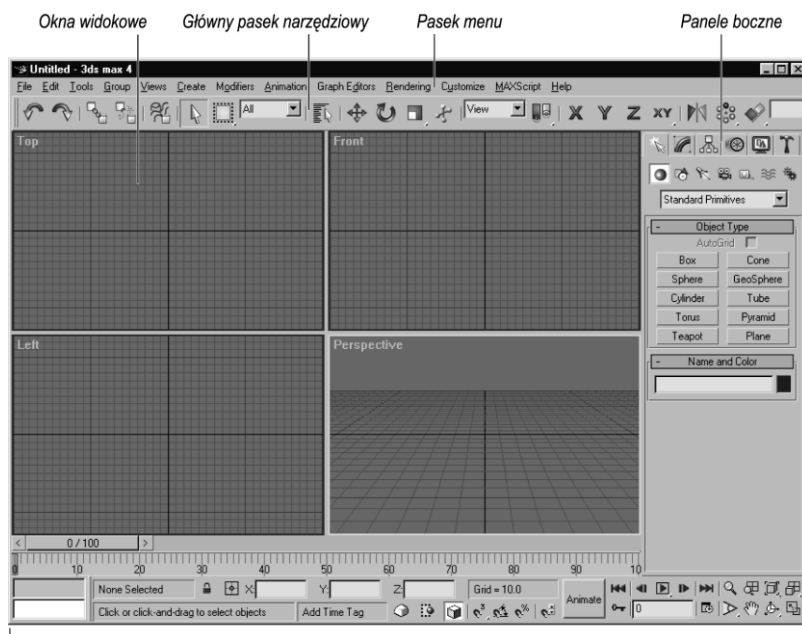 Okna widokowe Główny pasek narzędziowy Pasek menu Panele boczne
Untitled - 3ds max 4
File Edit Tools Group Views Create Modifiers Animation Graph Editors Rendering Customize MAXScript Help
All View X Y Z XY
Top Front
Standard Primitives
- Object Type
AutoGrid
Box Cone
Sphere GeoSphere
Cylinder Tube
Torus Pyramid
Teapot Plane
Left Perspective
- Name and Color
< 0 / 100 >
0 10 20 30 40 50 60 70 80 90 10
None Selected X: Y: Z: Grid = 10.0
Animate
Click or click-and-drag to select objects Add Time Tag
0